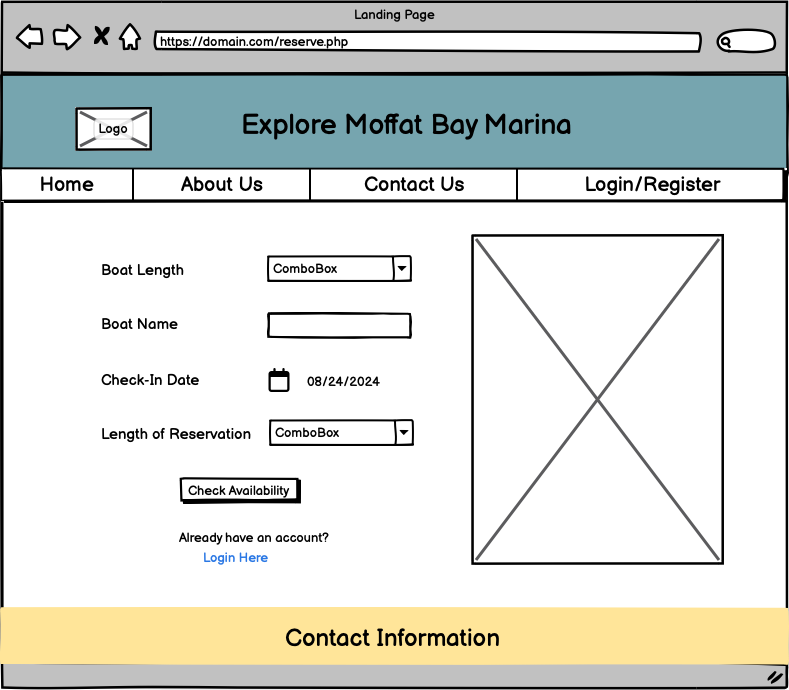 Landing Page
https://domain.com/reserve.php
Logo
Explore Moffat Bay Marina
Home
About Us
Contact Us
Login/Register
Boat Length
ComboBox
Boat Name
Check-In Date
08/24/2024
Length of Reservation
ComboBox
Check Availability
Already have an account?
Login Here
Contact Information